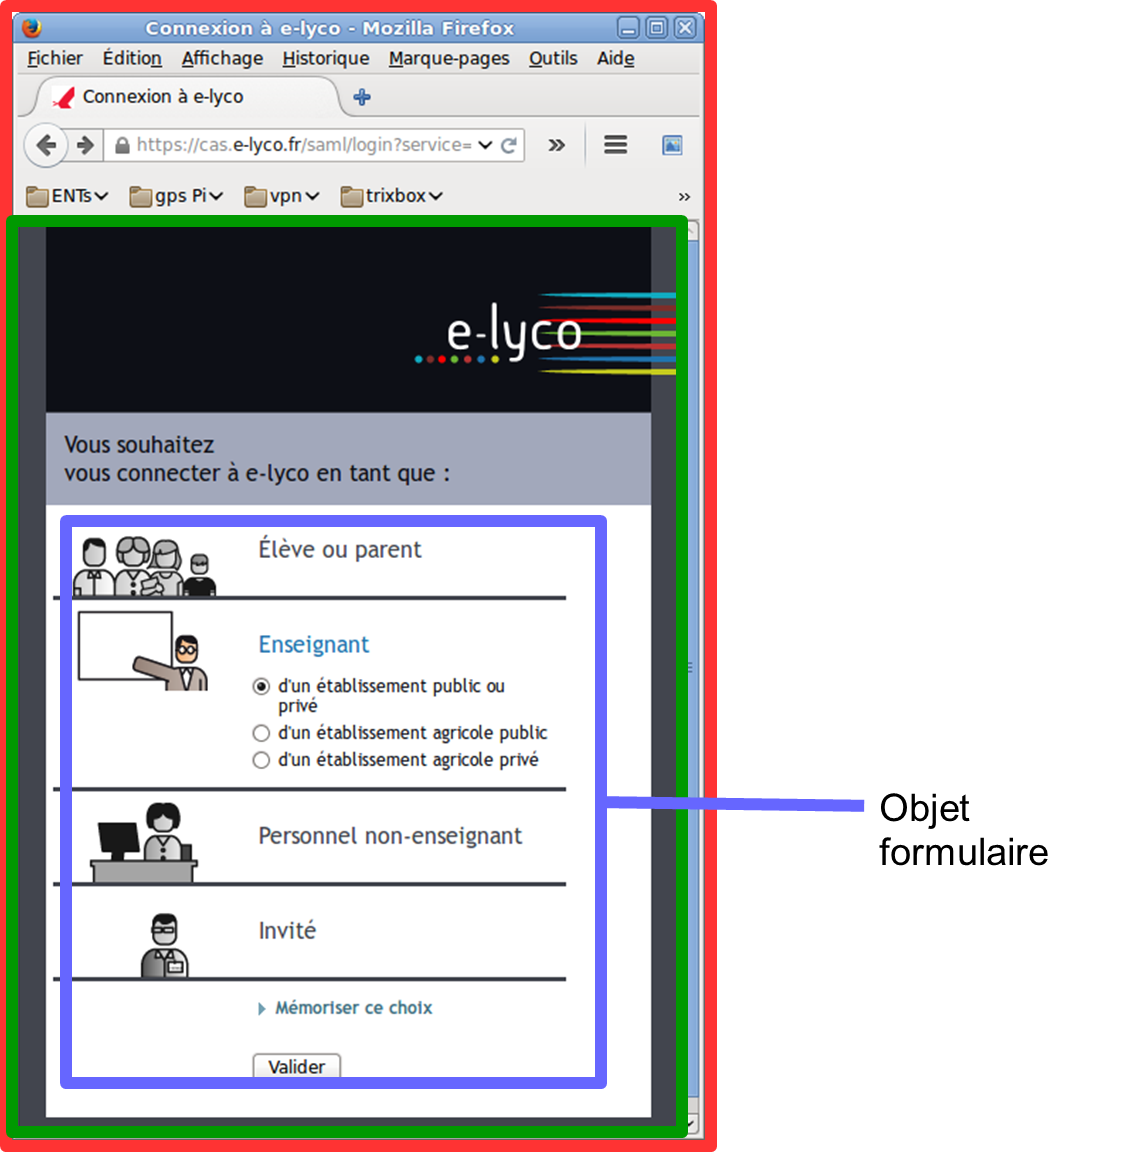 Connexion à e-lyco - Mozilla Firefox
Fichier Édition Affichage Historique Marque-pages Outils Aide
Connexion à e-lyco
https://cas.e-lyco.fr/saml/login?service=
ENTs gps Pi vpn trixbox »
e-lyco
Vous souhaitez
vous connecter à e-lyco en tant que :
Élève ou parent
Enseignant
d'un établissement public ou
privé
d'un établissement agricole public
d'un établissement agricole privé
Objet
formulaire
Personnel non-enseignant
Invité
Mémoriser ce choix
Valider